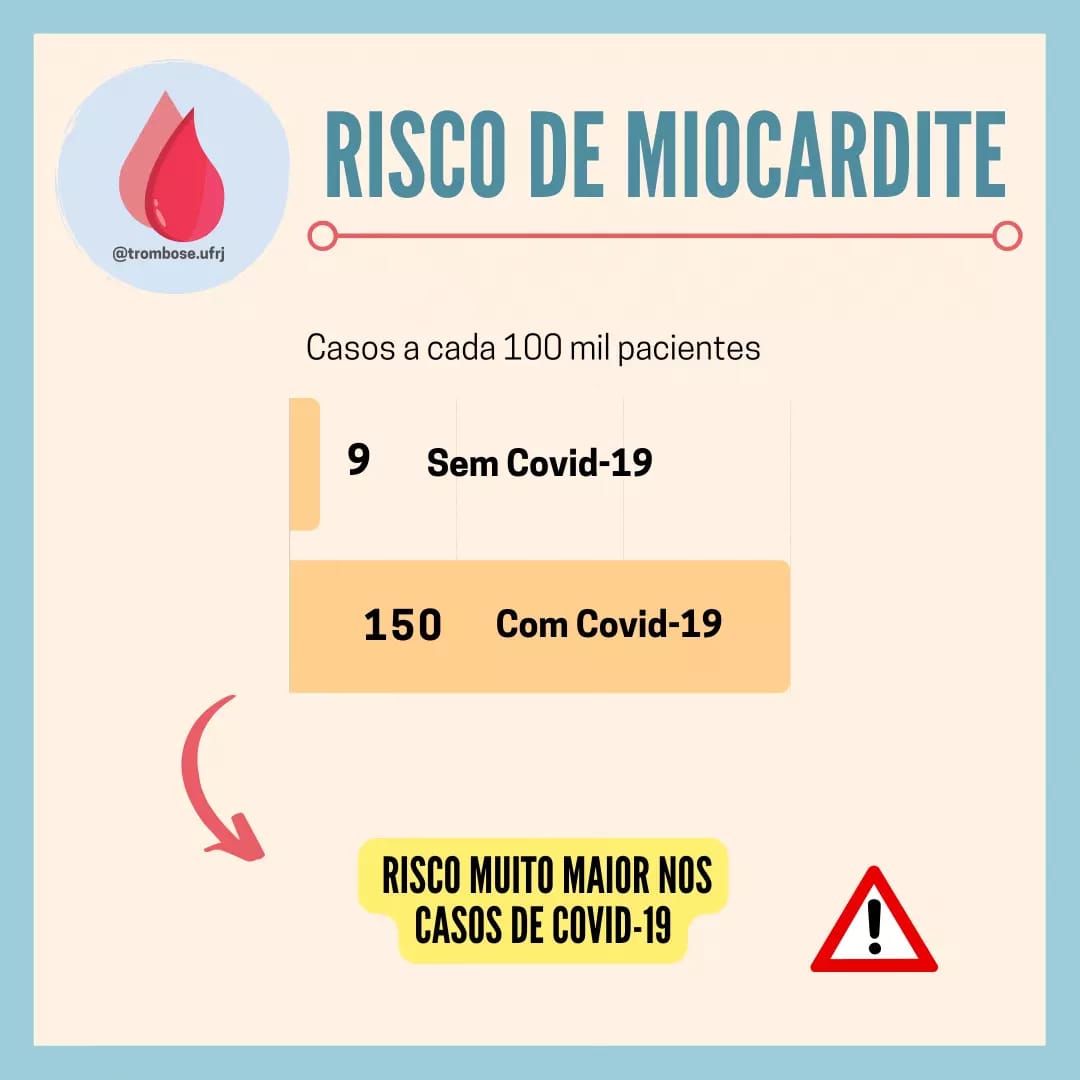 @trombose.ufrj
RISCO DE MIOCARDITE
Casos a cada 100 mil pacientes
9 Sem Covid-19
150 Com Covid-19
RISCO MUITO MAIOR NOS
CASOS DE COVID-19
!